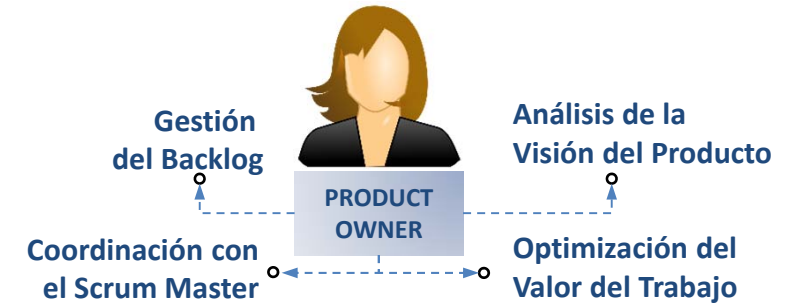 Gestión
del Backlog
Análisis de la
Visión del Producto
PRODUCT
OWNER
Coordinación con
el Scrum Master
Optimización del
Valor del Trabajo